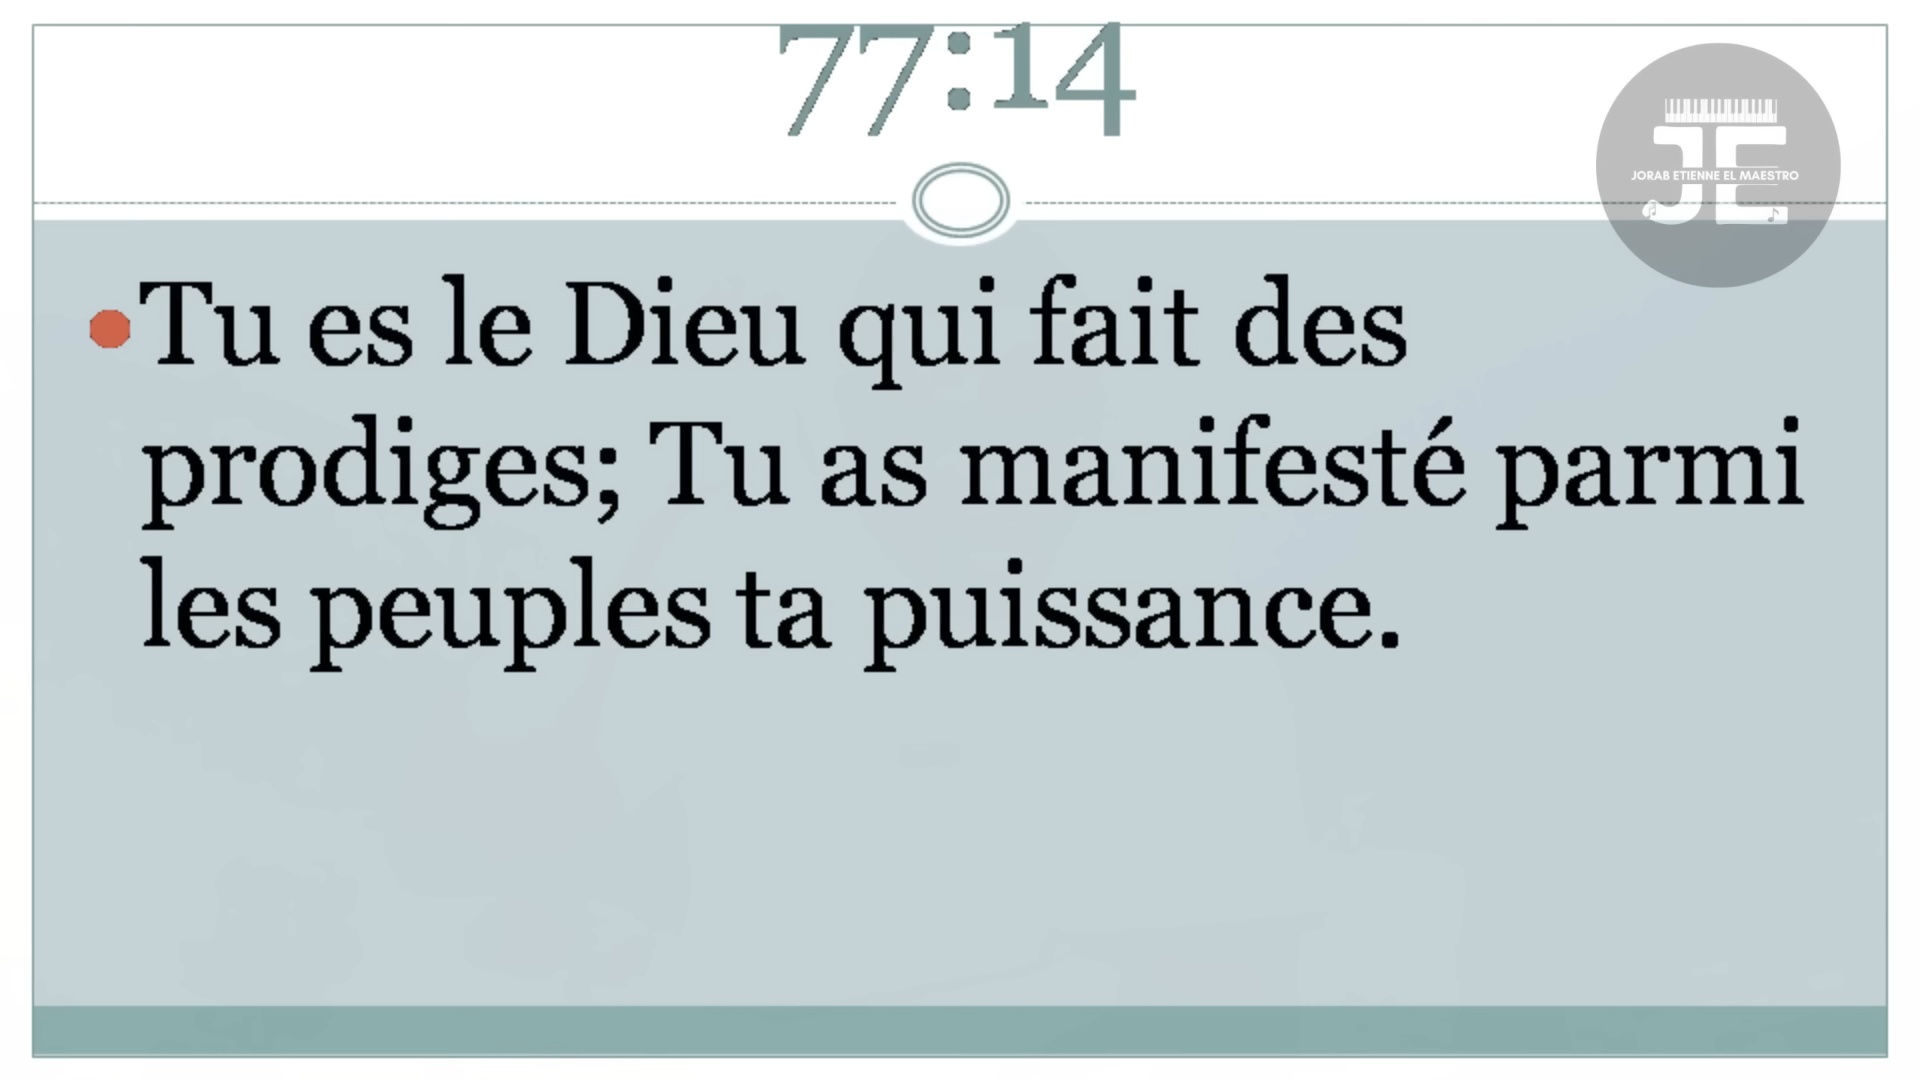 77:14
JE
JORAB ETIENNE EL MAESTRO
Tu es le Dieu qui fait des
prodiges; Tu as manifesté parmi
les peuples ta puissance.